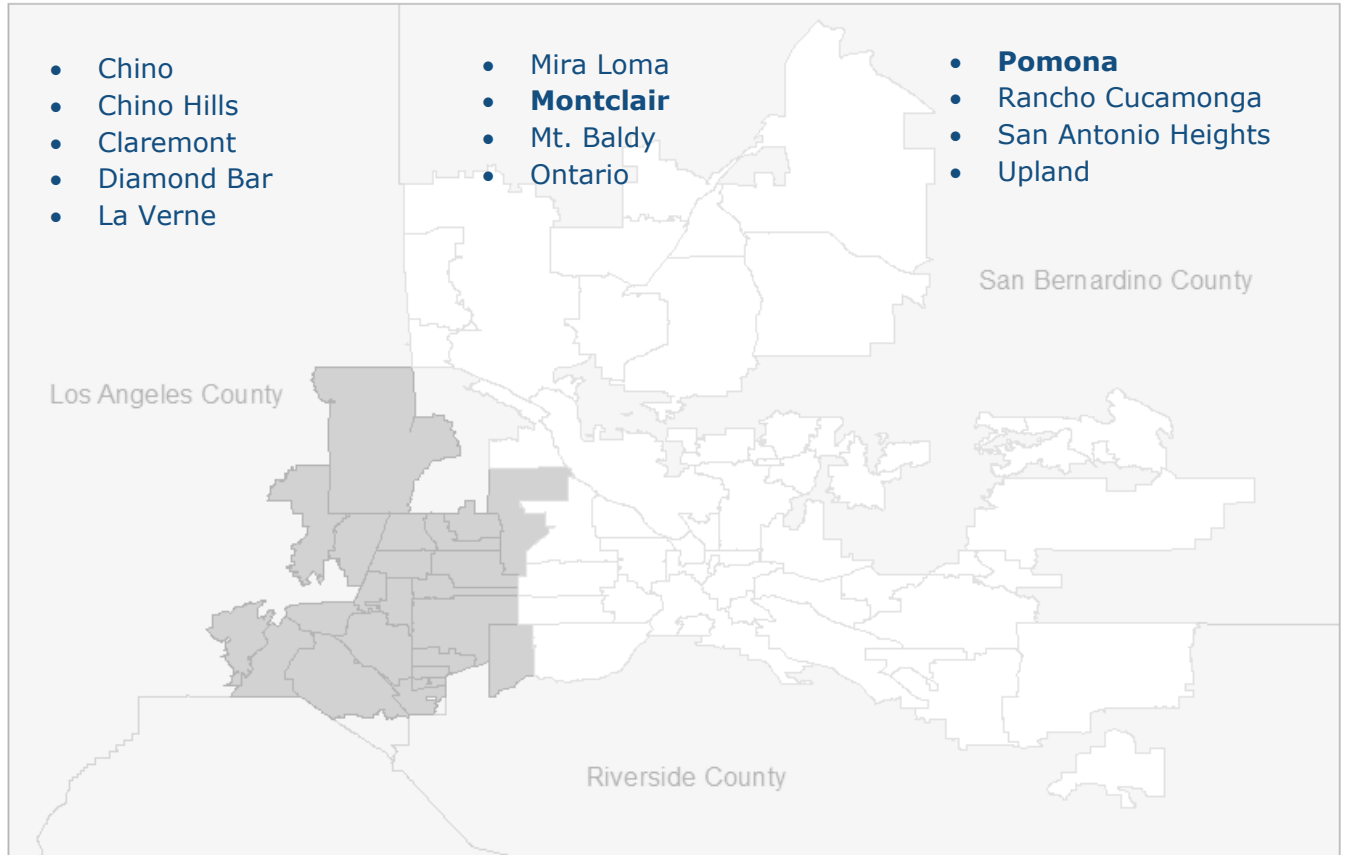 • Chino
• Chino Hills
• Claremont
• Diamond Bar
• La Verne
• Mira Loma
• Montclair
• Mt. Baldy
• Ontario
• Pomona
• Rancho Cucamonga
• San Antonio Heights
• Upland
San Bernardino County
Los Angeles County
Riverside County